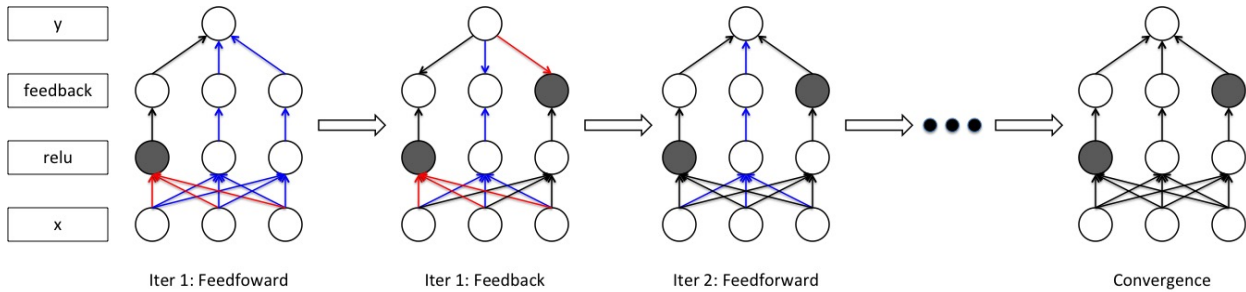 y
feedback
relu
x
Iter 1: Feedfoward
Iter 1: Feedback
Iter 2: Feedforward
Convergence